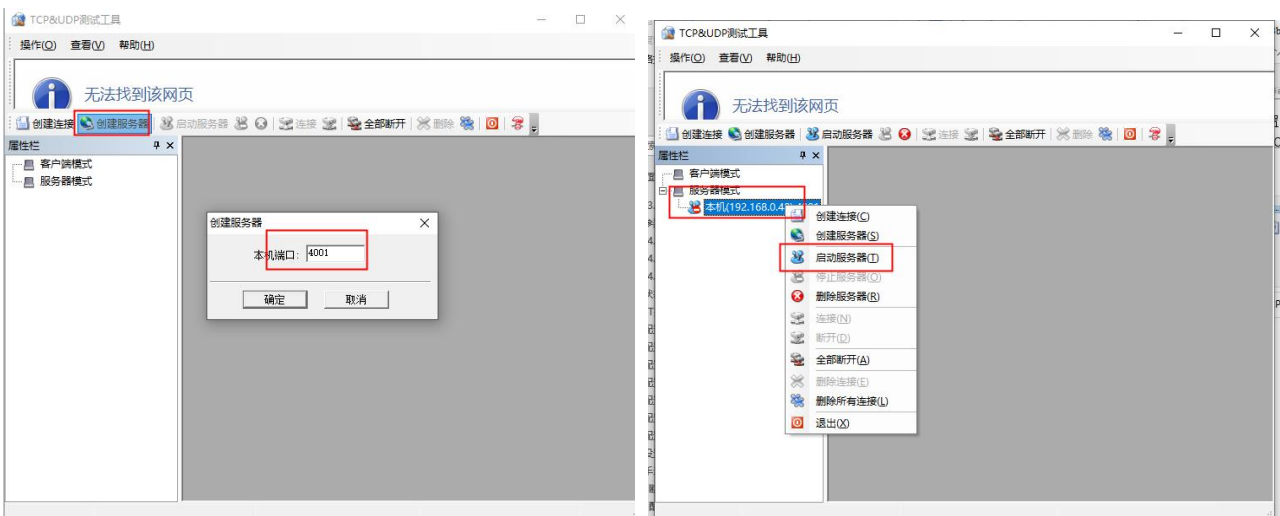 TCP&UDP测试工具
操作(O) 查看(V) 帮助(H)
无法找到该网页
创建连接 创建服务器 启动服务器 连接 全部断开 删除
属性栏
客户端模式
服务器模式
创建服务器
本机端口: 4001
确定 取消
TCP&UDP测试工具
操作(O) 查看(V) 帮助(H)
无法找到该网页
创建连接 创建服务器 启动服务器 连接 全部断开 删除
属性栏
客户端模式
服务器模式
本机(192.168.0.4
创建连接(C)
创建服务器(S)
启动服务器(T)
停止服务器(O)
删除服务器(R)
连接(N)
断开(D)
全部断开(A)
删除连接(E)
删除所有连接(L)
退出(X)